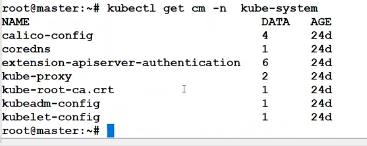 root@master:~# kubectl get cm -n  kube-system
NAME                                 DATA   AGE
calico-config                        4      24d
coredns                              1      24d
extension-apiserver-authentication   6      24d
kube-proxy                           2      24d
kube-root-ca.crt                     1      24d
kubeadm-config                       1      24d
kubelet-config                       1      24d
root@master:~#